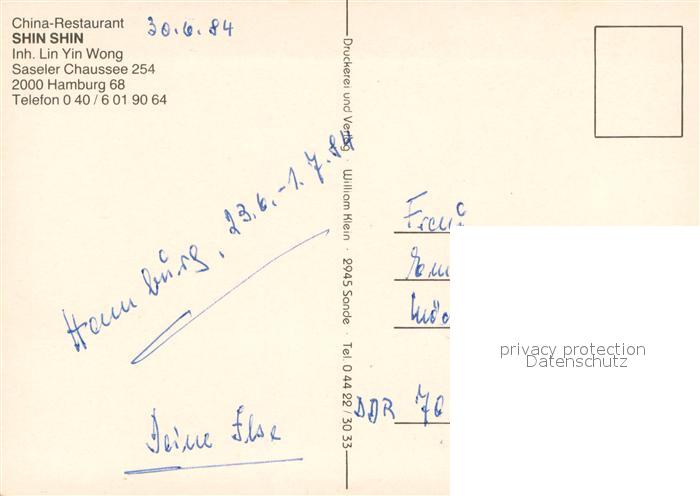 China-Restaurant
SHIN SHIN
Inh. Lin Yin Wong
Saseler Chaussee 254
2000 Hamburg 68
Telefon 0 40 / 6 01 90 64
30.6.84
Hamburg, 23.6.-1.7.84
Deine Ilse
Druckerei und Verlag · William Klein · 2945 Sande · Tel. 0 44 22 / 30 33
DDR 70
privacy protection
Datenschutz